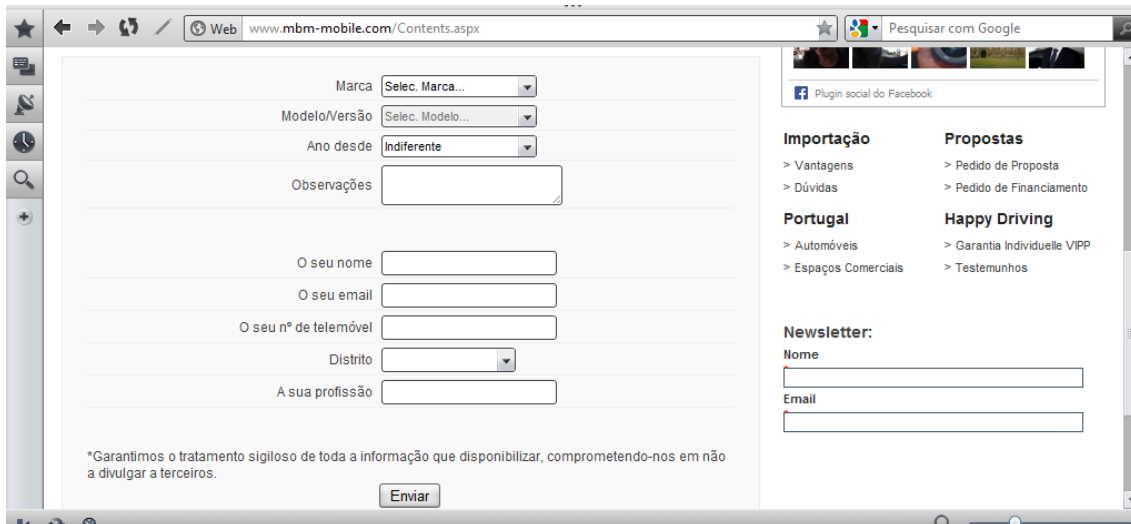 Web www.mbm-mobile.com/Contents.aspx
Pesquisar com Google
Marca Selec. Marca...
Modelo/Versão Selec. Modelo...
Ano desde Indiferente
Observações
O seu nome
O seu email
O seu nº de telemóvel
Distrito
A sua profissão
*Garantimos o tratamento sigiloso de toda a informação que disponibilizar, comprometendo-nos em não
a divulgar a terceiros.
Enviar
Plugin social do Facebook
Importação
> Vantagens
> Dúvidas
Propostas
> Pedido de Proposta
> Pedido de Financiamento
Portugal
> Automóveis
> Espaços Comerciais
Happy Driving
> Garantia Individuelle VIPP
> Testemunhos
Newsletter:
Nome
*
Email
*